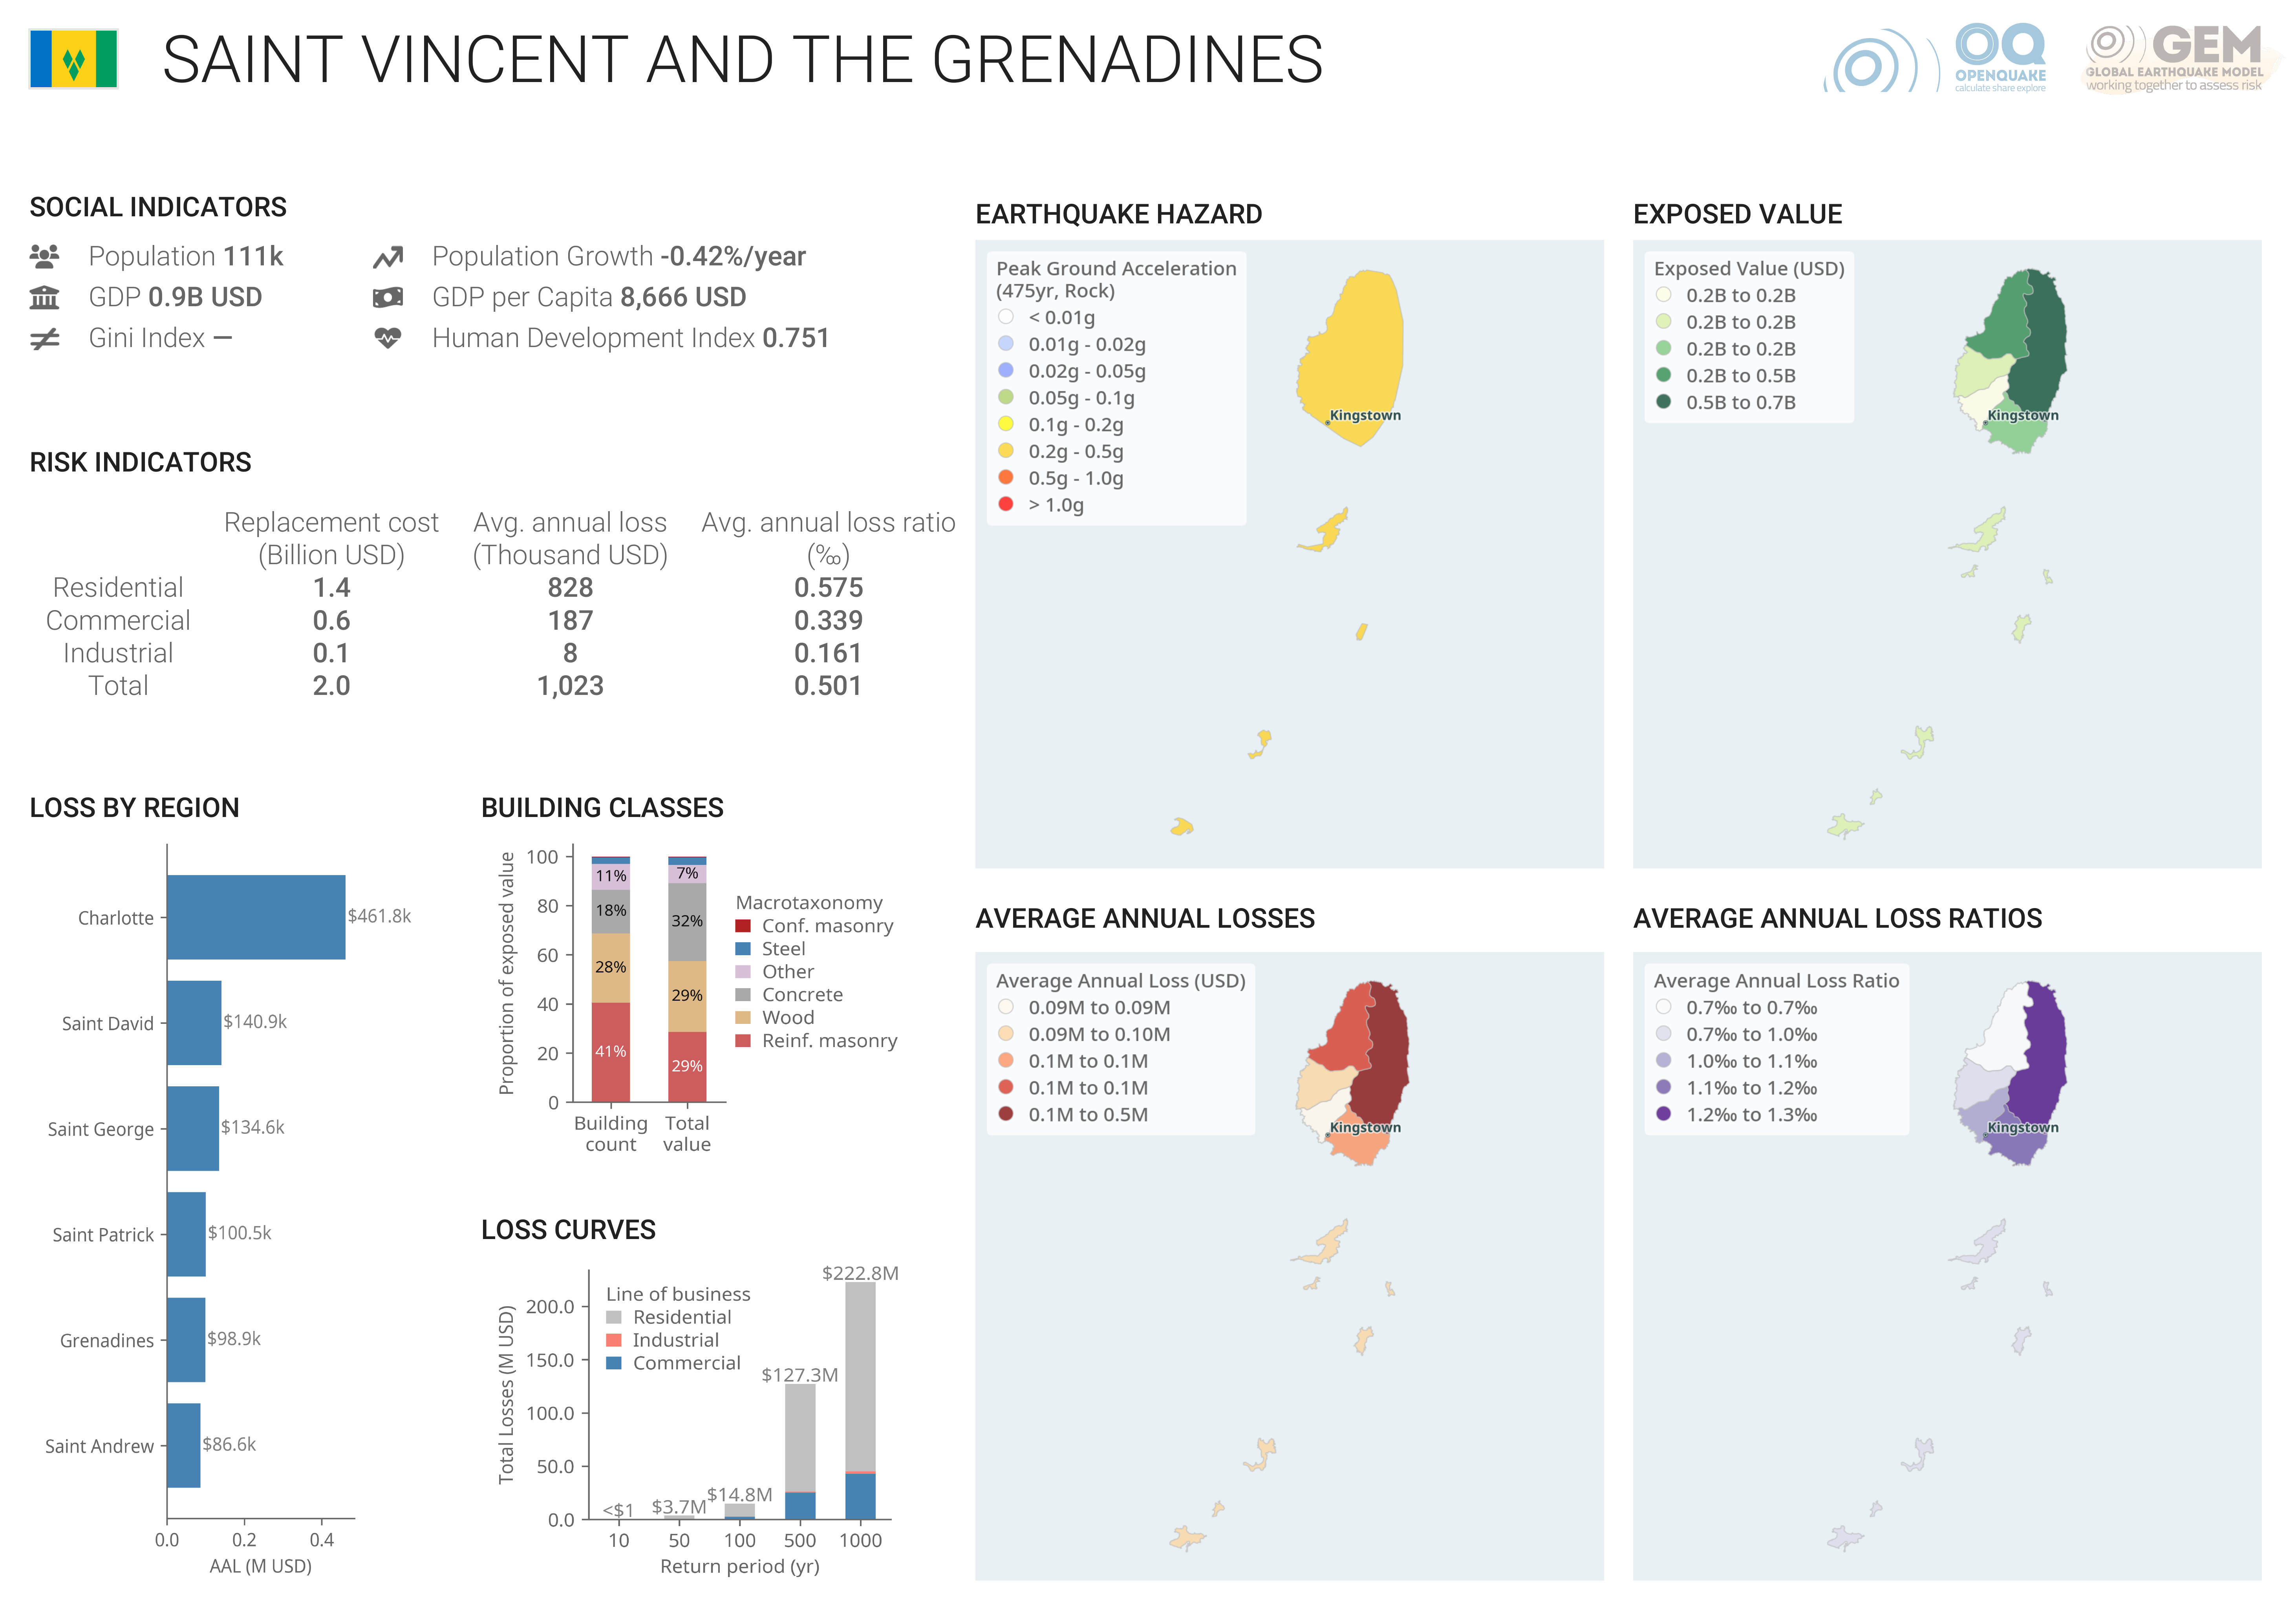 SAINT VINCENT AND THE GRENADINES
OQ
OPENQUAKE
calculate share explore
GEM
GLOBAL EARTHQUAKE MODEL
working together to assess risk
SOCIAL INDICATORS
Population 111k
Population Growth -0.42%/year
GDP 0.9B USD
GDP per Capita 8,666 USD
Gini Index —
Human Development Index 0.751
RISK INDICATORS
Replacement cost (Billion USD)
Avg. annual loss (Thousand USD)
Avg. annual loss ratio (‰)
Residential 1.4 828 0.575
Commercial 0.6 187 0.339
Industrial 0.1 8 0.161
Total 2.0 1,023 0.501
LOSS BY REGION
Charlotte $461.8k
Saint David $140.9k
Saint George $134.6k
Saint Patrick $100.5k
Grenadines $98.9k
Saint Andrew $86.6k
0.0 0.2 0.4
AAL (M USD)
BUILDING CLASSES
Proportion of exposed value
100
80
60
40
20
0
11%
18%
28%
41%
7%
32%
29%
29%
Building count
Total value
Macrotaxonomy
Conf. masonry
Steel
Other
Concrete
Wood
Reinf. masonry
LOSS CURVES
Total Losses (M USD)
200.0
150.0
100.0
50.0
0.0
Line of business
Residential
Industrial
Commercial
<$1
$3.7M
$14.8M
$127.3M
$222.8M
10 50 100 500 1000
Return period (yr)
EARTHQUAKE HAZARD
Peak Ground Acceleration
(475yr, Rock)
< 0.01g
0.01g - 0.02g
0.02g - 0.05g
0.05g - 0.1g
0.1g - 0.2g
0.2g - 0.5g
0.5g - 1.0g
> 1.0g
Kingstown
EXPOSED VALUE
Exposed Value (USD)
0.2B to 0.2B
0.2B to 0.2B
0.2B to 0.2B
0.2B to 0.5B
0.5B to 0.7B
Kingstown
AVERAGE ANNUAL LOSSES
Average Annual Loss (USD)
0.09M to 0.09M
0.09M to 0.10M
0.1M to 0.1M
0.1M to 0.1M
0.1M to 0.5M
Kingstown
AVERAGE ANNUAL LOSS RATIOS
Average Annual Loss Ratio
0.7‰ to 0.7‰
0.7‰ to 1.0‰
1.0‰ to 1.1‰
1.1‰ to 1.2‰
1.2‰ to 1.3‰
Kingstown